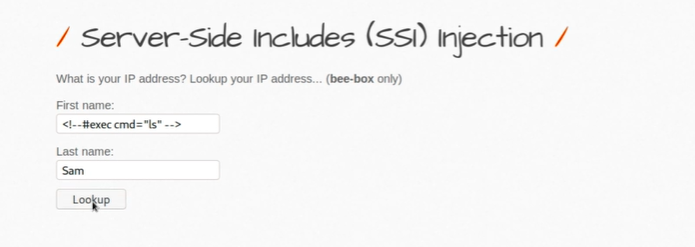 / Server-Side Includes (SSI) Injection /
What is your IP address? Lookup your IP address... (bee-box only)
First name:
<!--#exec cmd="ls" -->
Last name:
Sam
Lookup